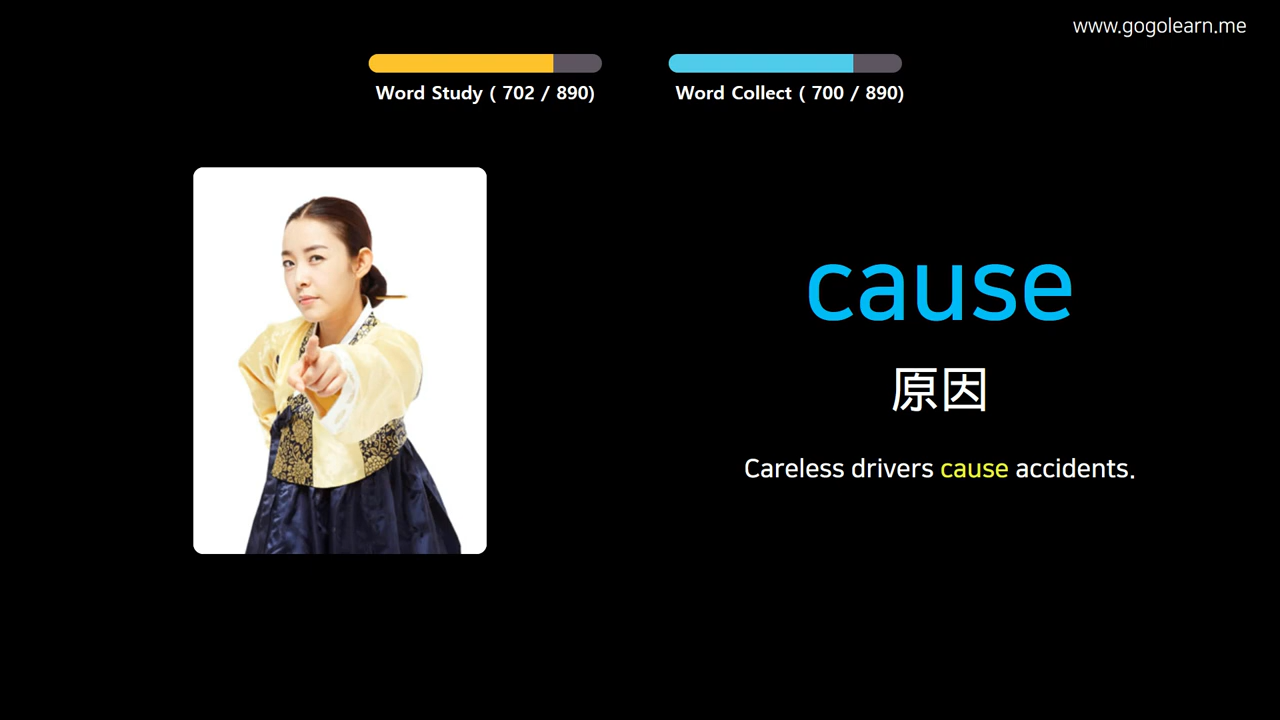 www.gogolearn.me
Word Study ( 702 / 890)
Word Collect ( 700 / 890)
cause
原因
Careless drivers cause accidents.